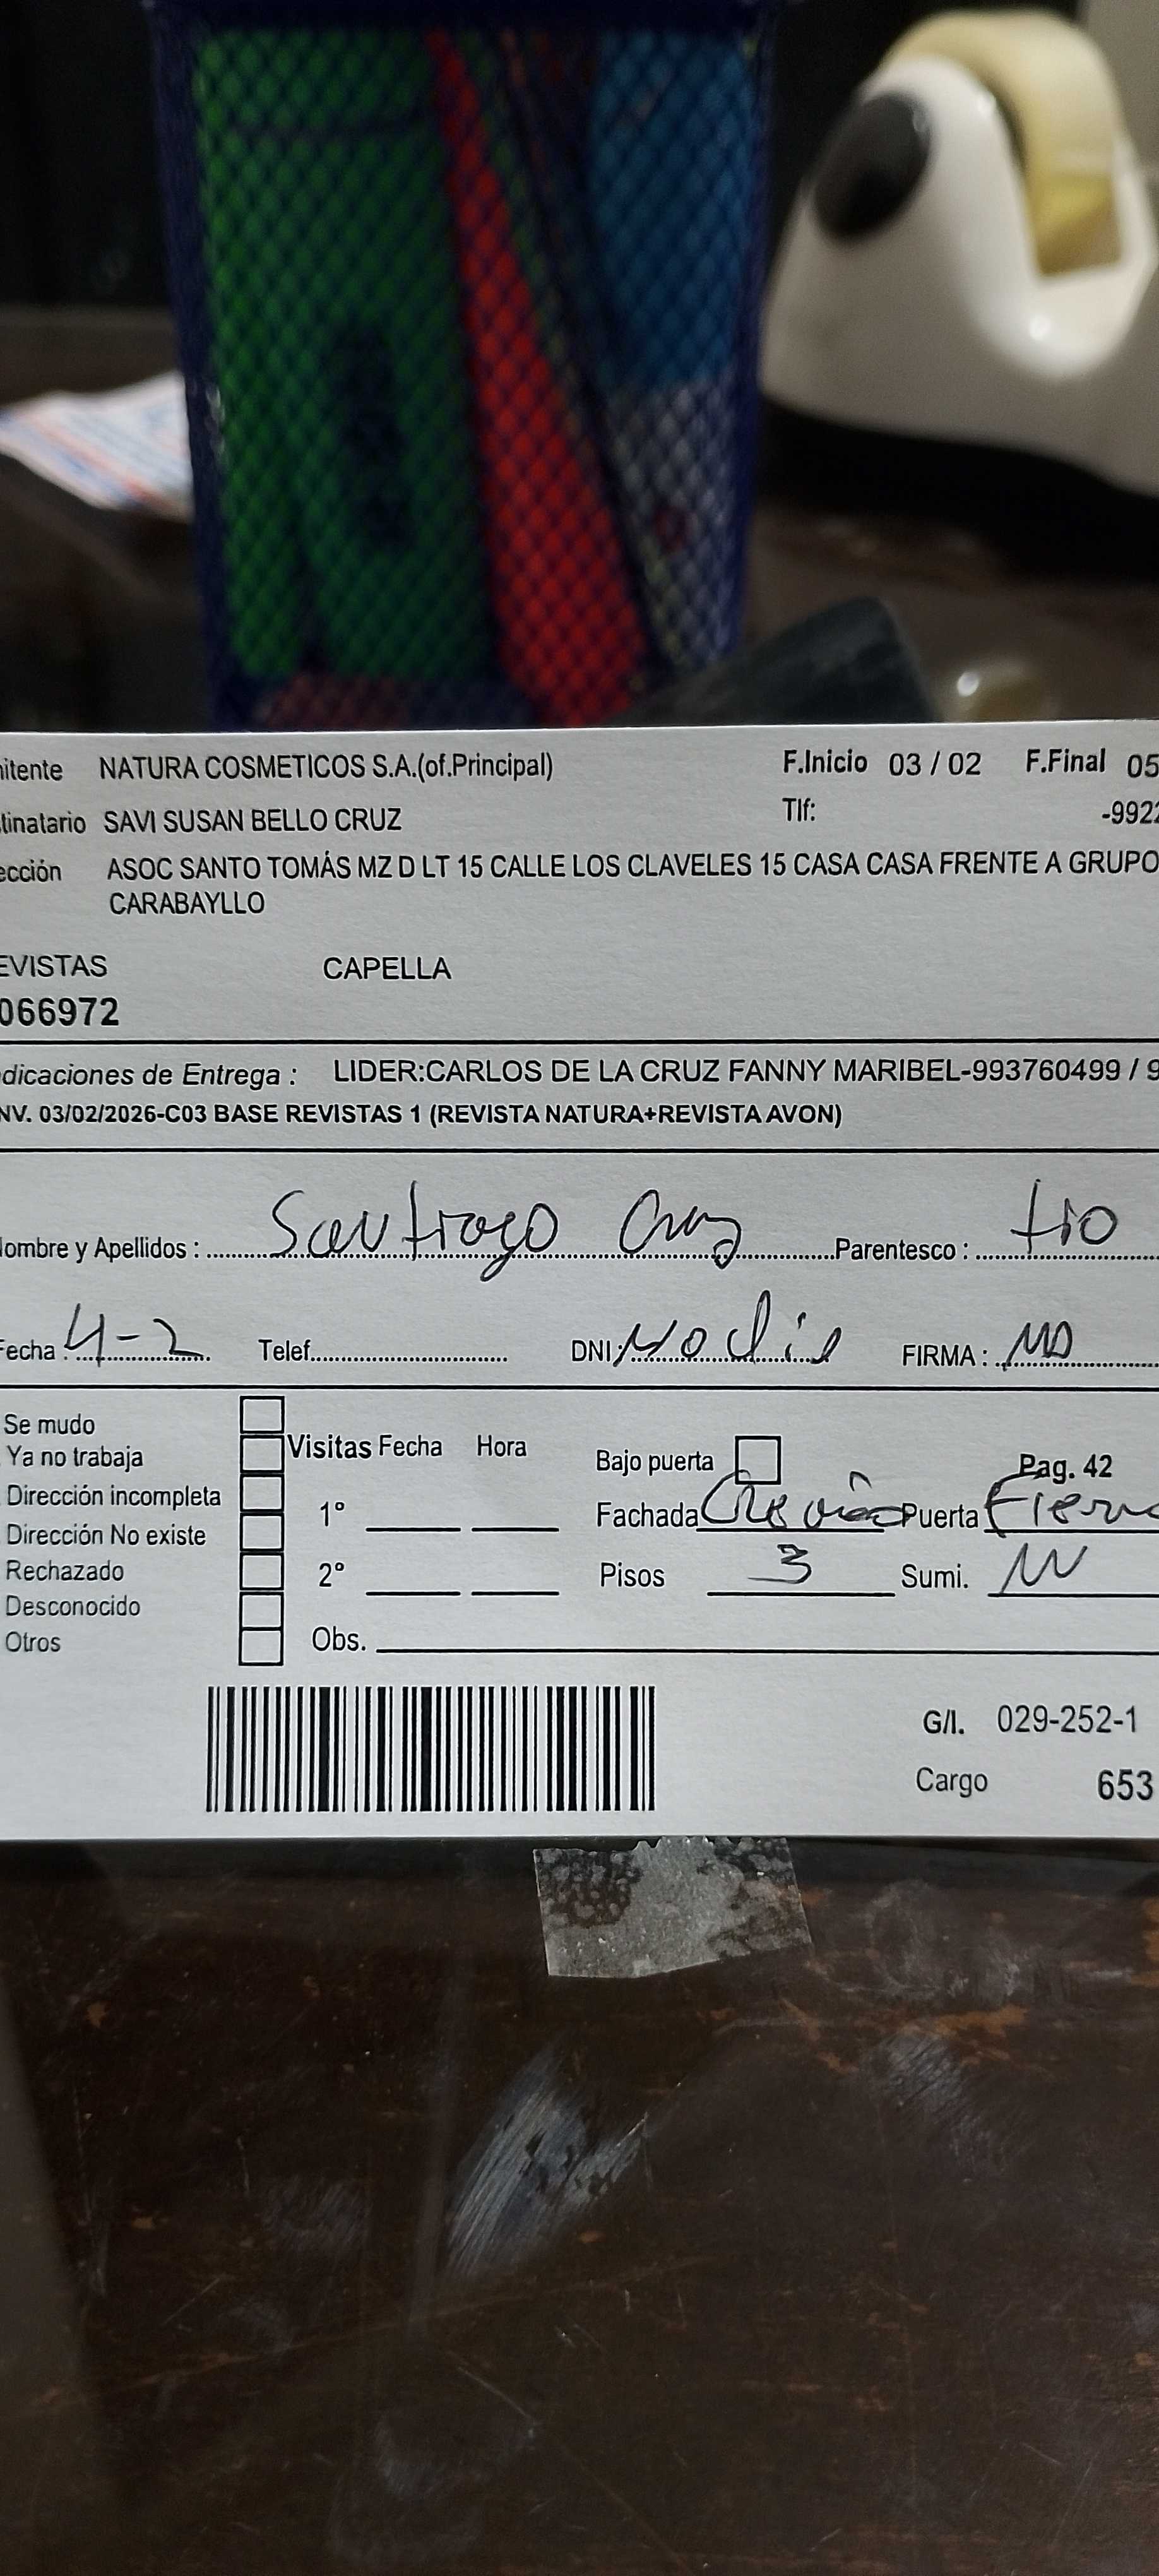 itente NATURA COSMETICOS S.A.(of.Principal) F.Inicio 03 / 02 F.Final 05
tinatario SAVI SUSAN BELLO CRUZ Tlf: -992
ección ASOC SANTO TOMÁS MZ D LT 15 CALLE LOS CLAVELES 15 CASA CASA FRENTE A GRUPO
CARABAYLLO
EVISTAS CAPELLA
066972
dicaciones de Entrega : LIDER:CARLOS DE LA CRUZ FANNY MARIBEL-993760499 / 9
NV. 03/02/2026-C03 BASE REVISTAS 1 (REVISTA NATURA+REVISTA AVON)
Nombre y Apellidos : Santiago Cruz Parentesco : tio
Fecha : 4-2 Telef. DNI: No dio FIRMA :
Se mudo
Ya no trabaja Visitas Fecha Hora Bajo puerta Pag. 42
Dirección incompleta 1° Fachada Puerta Fierro
Dirección No existe
Rechazado 2° Pisos 3 Sumi.
Desconocido
Otros Obs.
G/I. 029-252-1
Cargo 653